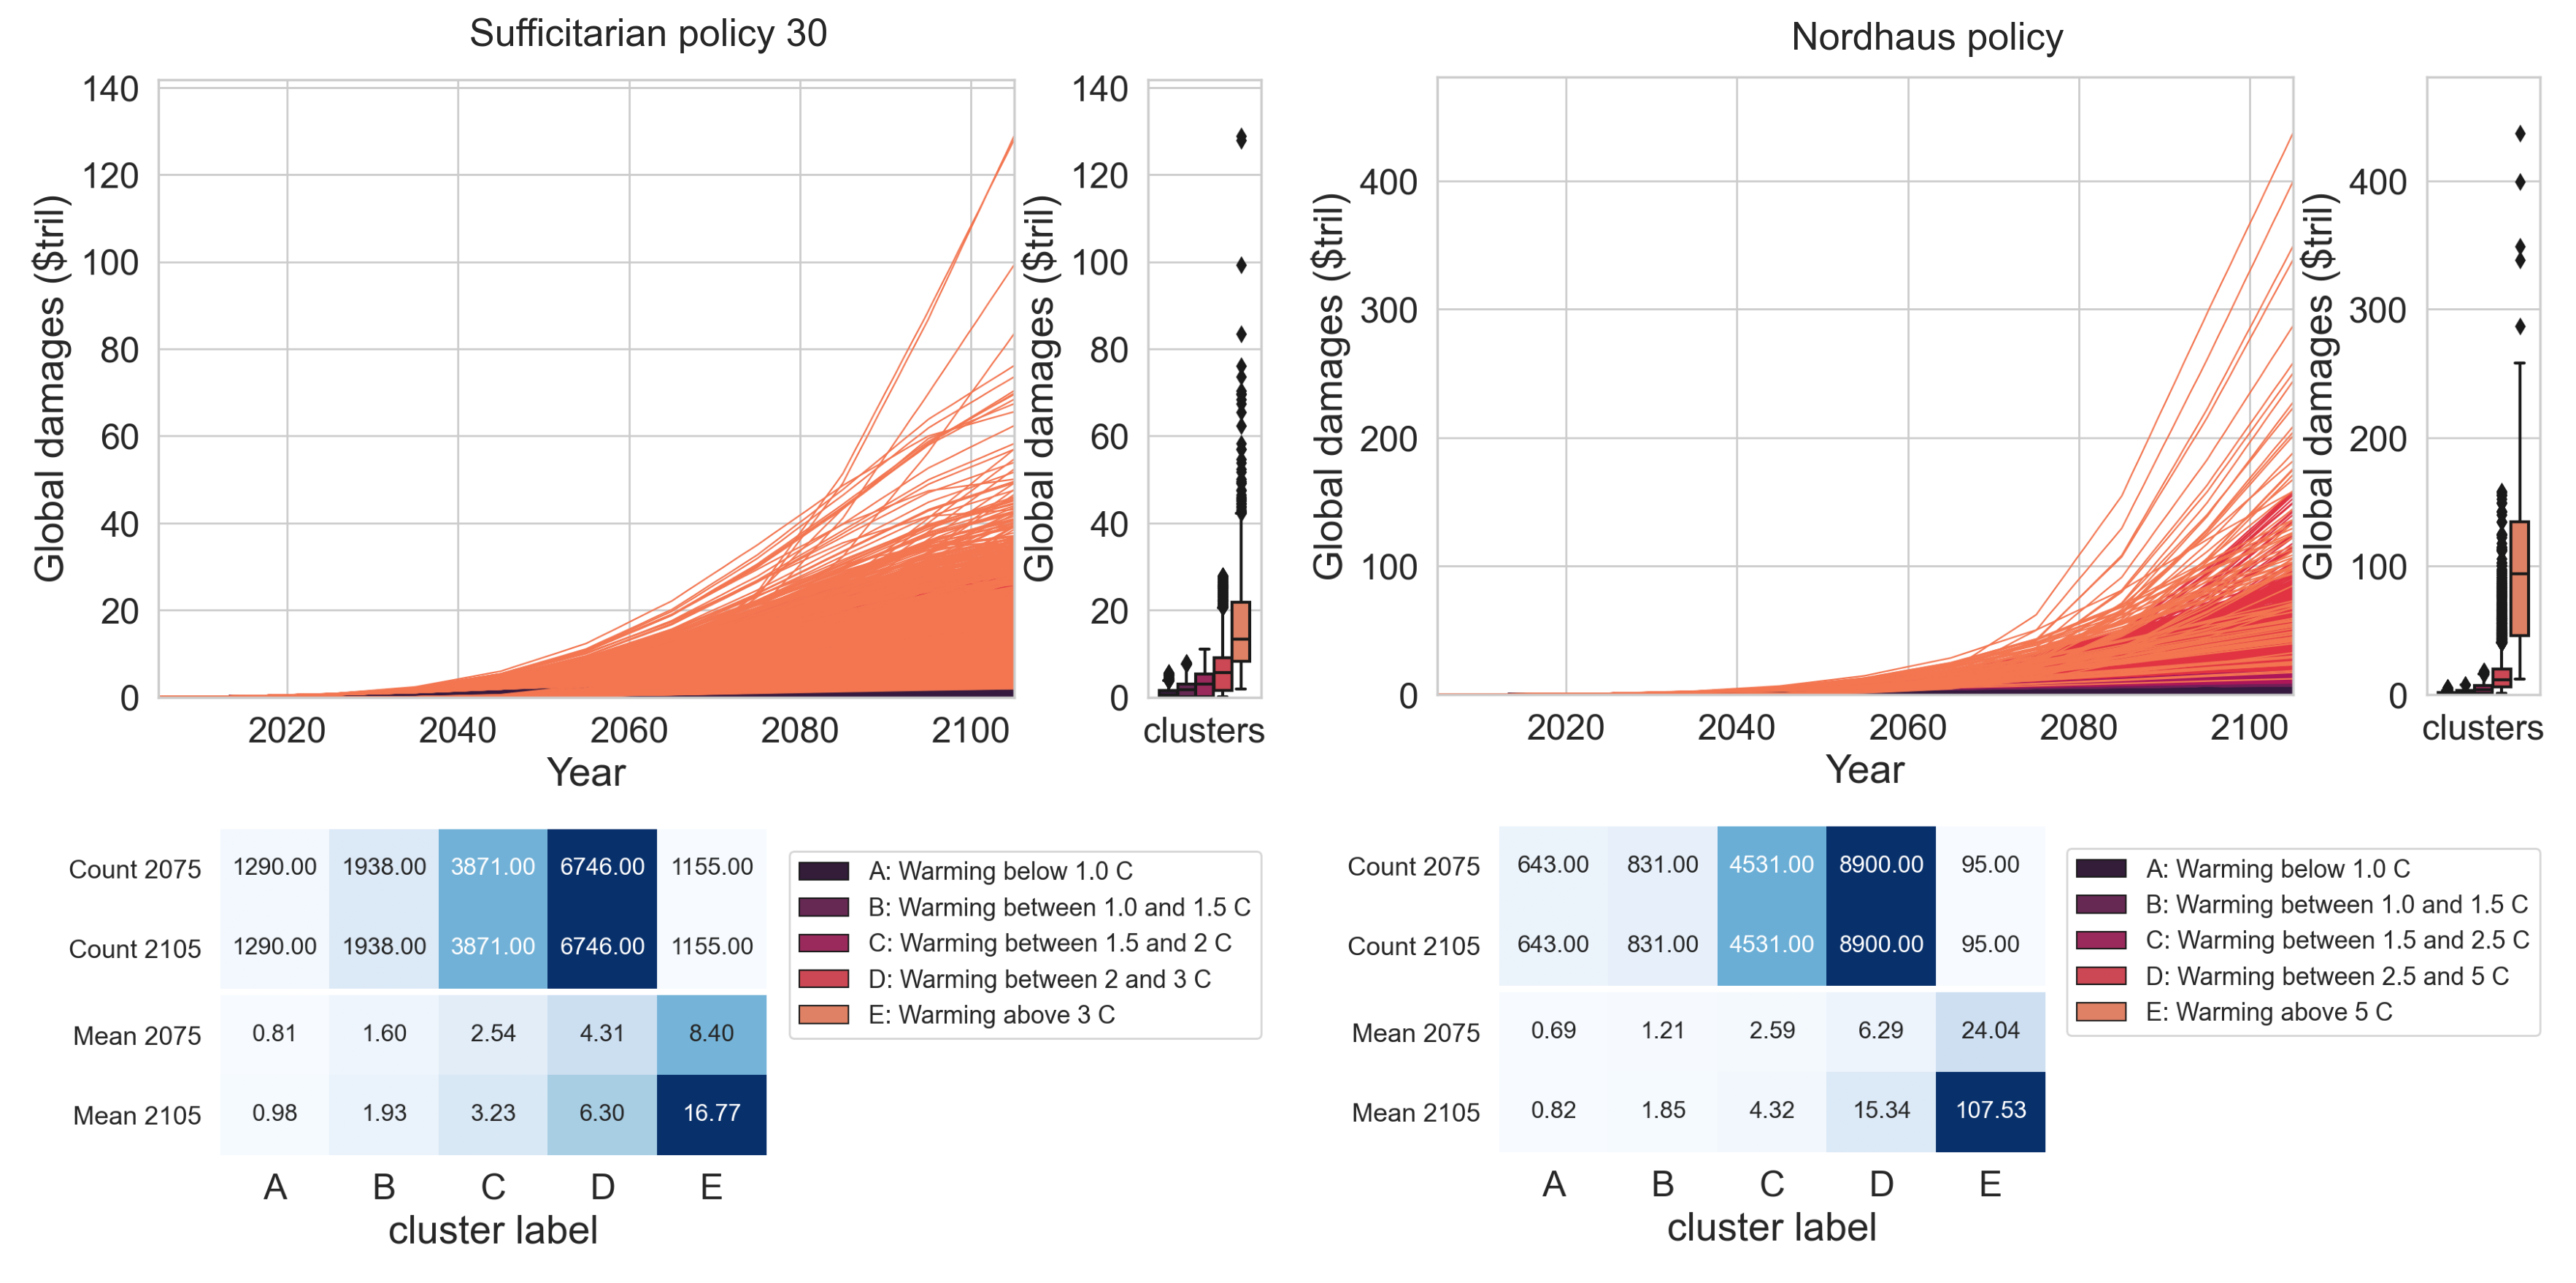 Sufficitarian policy 30
Global damages ($tril)
140
120
100
80
60
40
20
0
2020 2040 2060 2080 2100
Year
Global damages ($tril)
140
120
100
80
60
40
20
0
clusters
Count 2075 1290.00 1938.00 3871.00 6746.00 1155.00
Count 2105 1290.00 1938.00 3871.00 6746.00 1155.00
Mean 2075 0.81 1.60 2.54 4.31 8.40
Mean 2105 0.98 1.93 3.23 6.30 16.77
A B C D E
cluster label
A: Warming below 1.0 C
B: Warming between 1.0 and 1.5 C
C: Warming between 1.5 and 2 C
D: Warming between 2 and 3 C
E: Warming above 3 C
Nordhaus policy
Global damages ($tril)
400
300
200
100
0
2020 2040 2060 2080 2100
Year
Global damages ($tril)
400
300
200
100
0
clusters
Count 2075 643.00 831.00 4531.00 8900.00 95.00
Count 2105 643.00 831.00 4531.00 8900.00 95.00
Mean 2075 0.69 1.21 2.59 6.29 24.04
Mean 2105 0.82 1.85 4.32 15.34 107.53
A B C D E
cluster label
A: Warming below 1.0 C
B: Warming between 1.0 and 1.5 C
C: Warming between 1.5 and 2.5 C
D: Warming between 2.5 and 5 C
E: Warming above 5 C